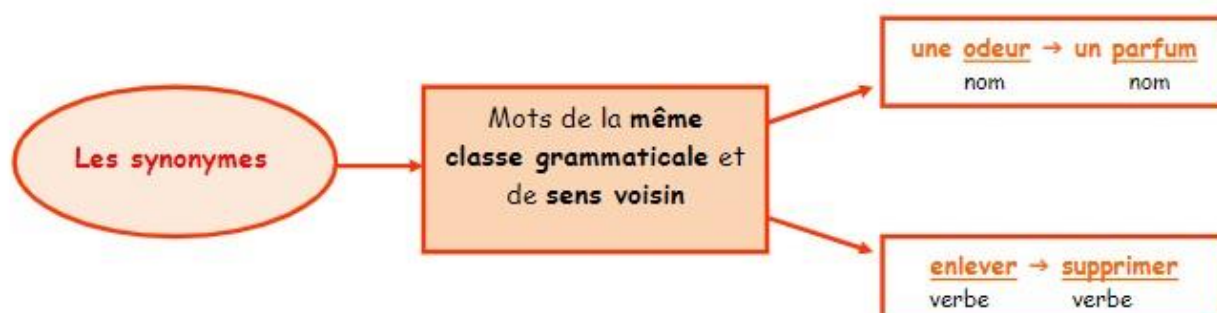 Les synonymes
Mots de la même
classe grammaticale et
de sens voisin
une odeur → un parfum
nom nom
enlever → supprimer
verbe verbe